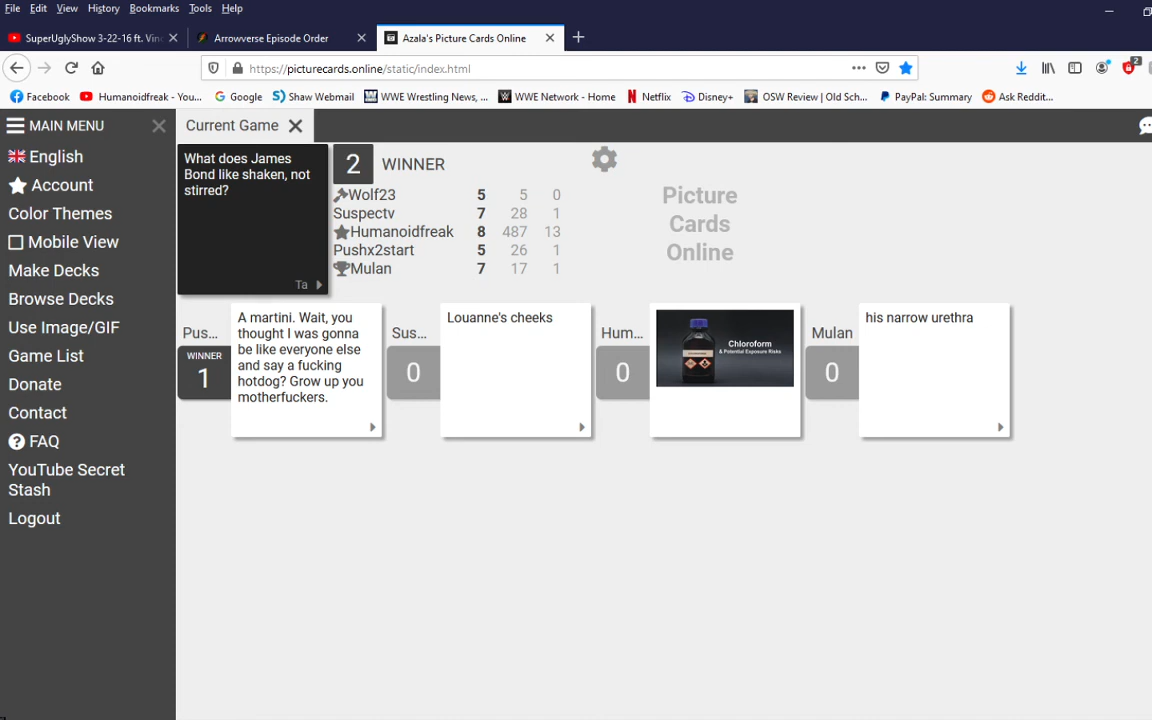 File Edit View History Bookmarks Tools Help
SuperUglyShow 3-22-16 ft. Vin
Arrowverse Episode Order
Azala's Picture Cards Online
https://picturecards.online/static/index.html
2
Facebook
Humanoidfreak - You...
Google
Shaw Webmail
WWE Wrestling News, ...
WWE Network - Home
Netflix
Disney+
OSW Review | Old Sch...
PayPal: Summary
Ask Reddit...
MAIN MENU
Current Game
English
Account
Color Themes
Mobile View
Make Decks
Browse Decks
Use Image/GIF
Game List
Donate
Contact
FAQ
YouTube Secret
Stash
Logout
What does James
Bond like shaken, not
stirred?
Ta
2 WINNER
Wolf23 5 5 0
Suspectv 7 28 1
Humanoidfreak 8 487 13
Pushx2start 5 26 1
Mulan 7 17 1
Picture
Cards
Online
Pus...
WINNER
1
A martini. Wait, you
thought I was gonna
be like everyone else
and say a fucking
hotdog? Grow up you
motherfuckers.
Sus...
0
Louanne's cheeks
Hum...
0
Chloroform
& Potential Exposure Risks
Mulan
0
his narrow urethra